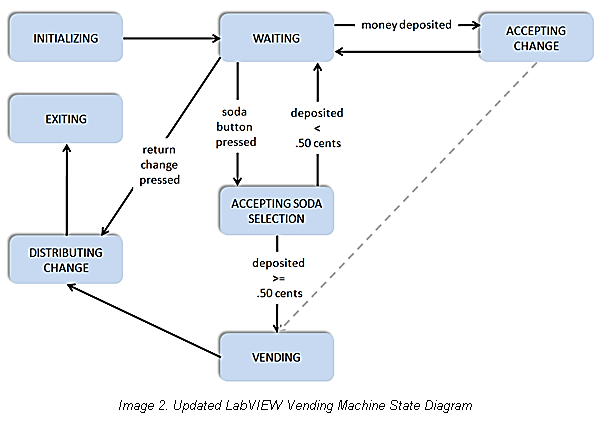 INITIALIZING
WAITING
money deposited
ACCEPTING
CHANGE
EXITING
return
change
pressed
soda
button
pressed
deposited
<
.50 cents
ACCEPTING SODA
SELECTION
DISTRIBUTING
CHANGE
deposited
>=
.50 cents
VENDING
Image 2. Updated LabVIEW Vending Machine State Diagram